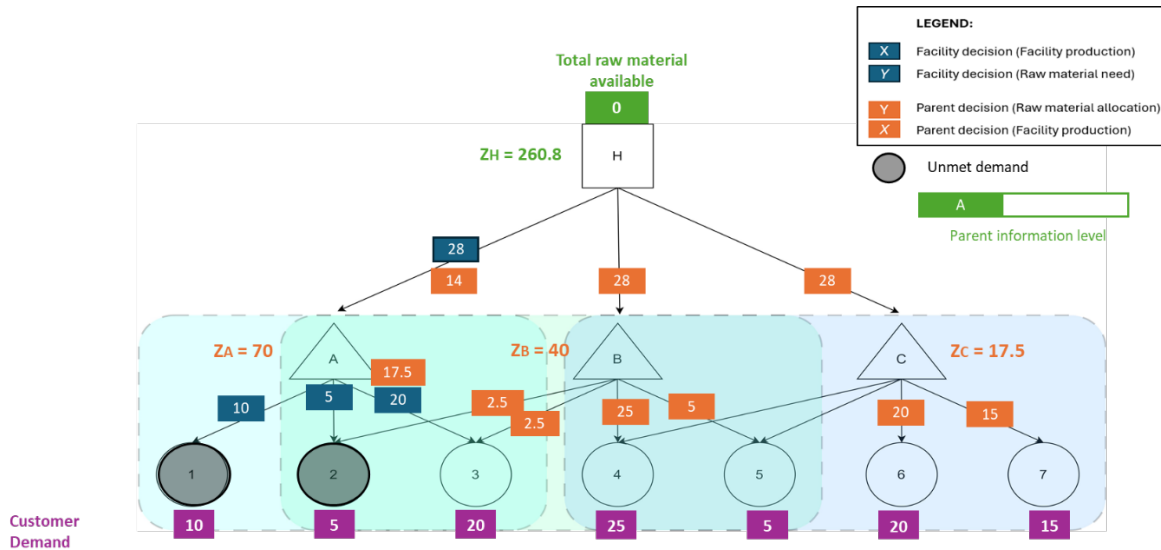 LEGEND:
X Facility decision (Facility production)
Y Facility decision (Raw material need)
Y Parent decision (Raw material allocation)
X Parent decision (Facility production)
Unmet demand
A
Parent information level
Total raw material
available
0
ZH = 260.8
H
28
14
28
28
ZA = 70
ZB = 40
ZC = 17.5
A
B
C
17.5
10
5
20
2.5
2.5
25
5
20
15
1
2
3
4
5
6
7
Customer
Demand
10
5
20
25
5
20
15